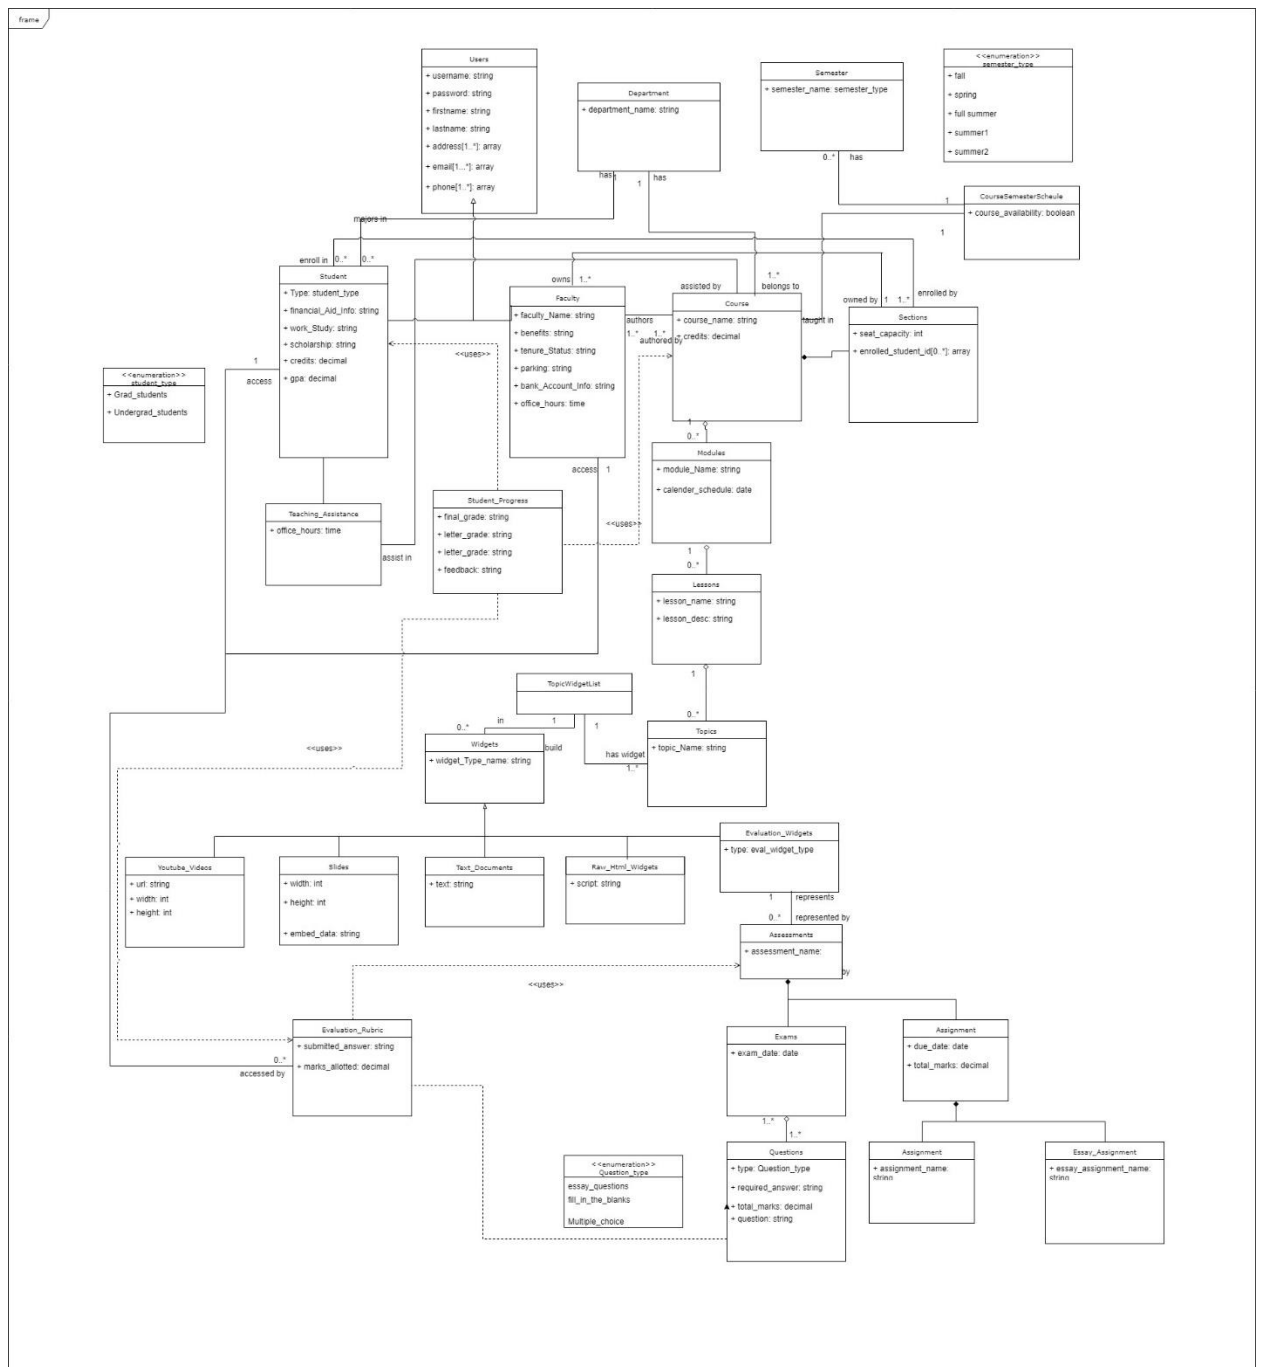 frame
Users
+ username: string
+ password: string
+ firstname: string
+ lastname: string
+ address[1..*]: array
+ email[1...*]: array
+ phone[1..*]: array
Department
+ department_name: string
Semester
+ semester_name: semester_type
<<enumeration>>
semester_type
+ fall
+ spring
+ full summer
+ summer1
+ summer2
0..*
has
has
1
1
has
CourseSemesterScheule
+ course_availability: boolean
1
1
majors in
enroll in
0..*
0..*
Student
+ Type: student_type
+ financial_Aid_Info: string
+ work_Study: string
+ scholarship: string
+ credits: decimal
+ gpa: decimal
owns
1..*
Faculty
+ faculty_Name: string
+ benefits: string
+ tenure_Status: string
+ parking: string
+ bank_Account_Info: string
+ office_hours: time
assisted by
1..*
belongs to
Course
+ course_name: string
+ credits: decimal
authors
1..*
1..*
authored by
taught in
owned by
1
1..*
enrolled by
Sections
+ seat_capacity: int
+ enrolled_student_id[0..*]: array
<<uses>>
1
access
<<enumeration>>
student_type
+ Grad_students
+ Undergrad_students
1
0..*
Modules
+ module_Name: string
+ calender_schedule: date
access
1
Teaching_Assistance
+ office_hours: time
assist in
Student_Progress
+ final_grade: string
+ letter_grade: string
+ letter_grade: string
+ feedback: string
<<uses>>
1
0..*
Lessons
+ lesson_name: string
+ lesson_desc: string
1
0..*
TopicWidgetList
in
1
1
0..*
Widgets
+ widget_Type_name: string
build
has widget
1..*
Topics
+ topic_Name: string
<<uses>>
Youtube_Videos
+ url: string
+ width: int
+ height: int
Slides
+ width: int
+ height: int
+ embed_data: string
Text_Documents
+ text: string
Raw_Html_Widgets
+ script: string
Evaluation_Widgets
+ type: eval_widget_type
1
represents
0..*
represented by
Assessments
+ assessment_name:
by
<<uses>>
Evaluation_Rubric
+ submitted_answer: string
+ marks_allotted: decimal
0..*
accessed by
Exams
+ exam_date: date
Assignment
+ due_date: date
+ total_marks: decimal
1..*
1..*
Questions
+ type: Question_type
+ required_answer: string
+ total_marks: decimal
+ question: string
<<enumeration>>
Question_type
essay_questions
fill_in_the_blanks
Multiple_choice
Assignment
+ assignment_name:
string
Essay_Assignment
+ essay_assignment_name:
string